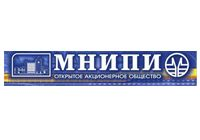 МНИПИ
ОТКРЫТОЕ АКЦИОНЕРНОЕ ОБЩЕСТВО